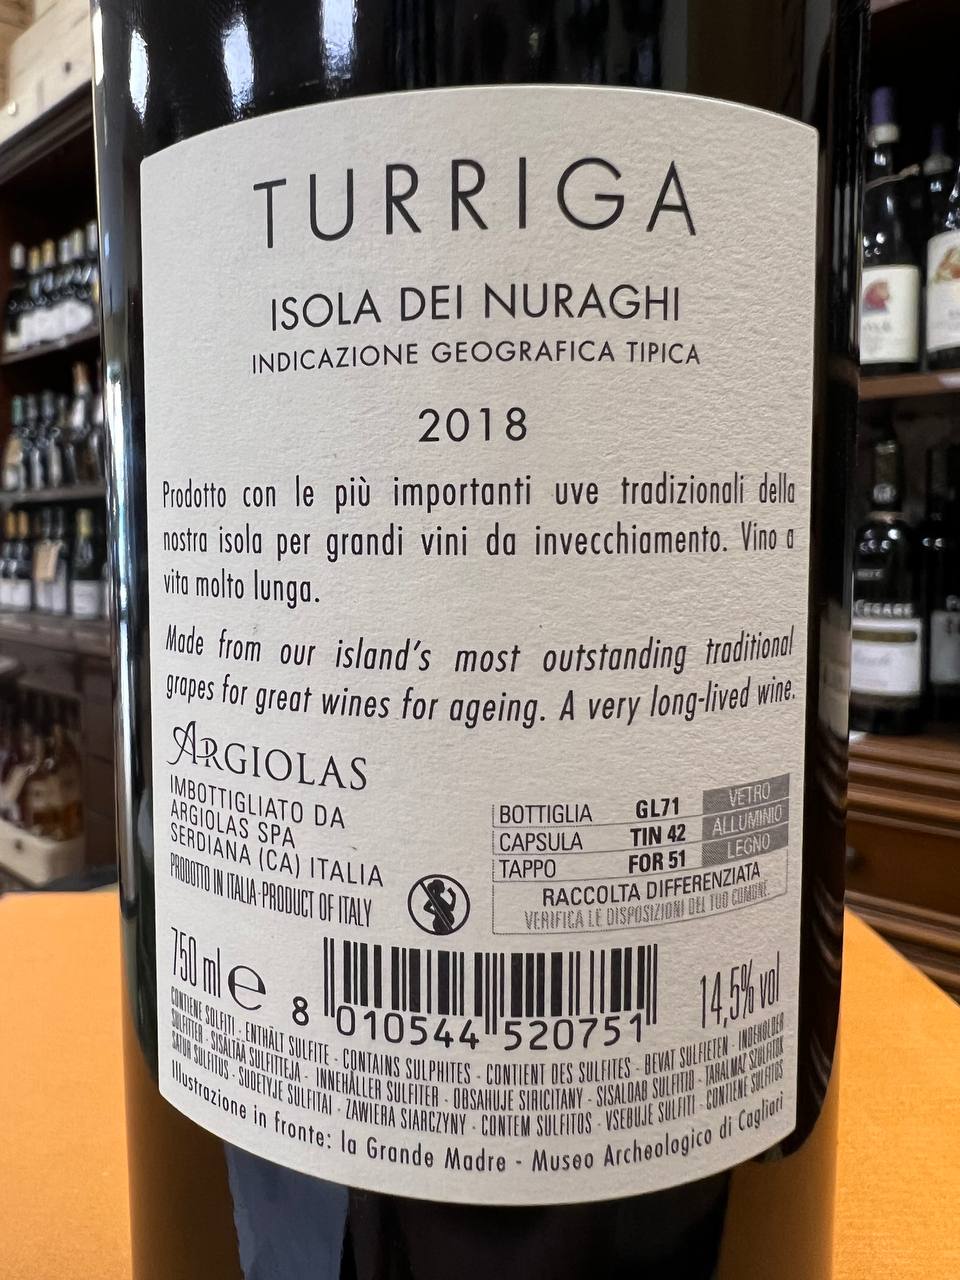 TURRIGA
ISOLA DEI NURAGHI
INDICAZIONE GEOGRAFICA TIPICA
2018
Prodotto con le più importanti uve tradizionali della
nostra isola per grandi vini da invecchiamento. Vino a
vita molto lunga.
Made from our island's most outstanding traditional
grapes for great wines for ageing. A very long-lived wine.
ARGIOLAS
IMBOTTIGLIATO DA
ARGIOLAS SPA
SERDIANA (CA) ITALIA
PRODOTTO IN ITALIA-PRODUCT OF ITALY
BOTTIGLIA GL71 VETRO
CAPSULA TIN 42 ALLUMINIO
TAPPO FOR 51 LEGNO
RACCOLTA DIFFERENZIATA
VERIFICA LE DISPOSIZIONI DEL TUO COMUNE
750 ml e
8 010544 520751
14,5% vol
CONTIENE SOLFITI - ENTHÄLT SULFITE - CONTAINS SULPHITES - CONTIENT DES SULFITES - BEVAT SULFIETEN - INDEHOLDER
SULFITTER - SISÄLTÄÄ SULFIITTEJA - INNEHÅLLER SULFITER - OBSAHUJE SIRICITANY - SISALDAB SULFITID - TARALMAZ SZULFITOK
SATUR SULFITUS - SUDETYJE SULFITAI - ZAWIERA SIARCZYNY - CONTEM SULFITOS - VSEBUJE SULFITI - CONTIENE SULFITOS
Illustrazione in fronte: la Grande Madre - Museo Archeologico di Cagliari